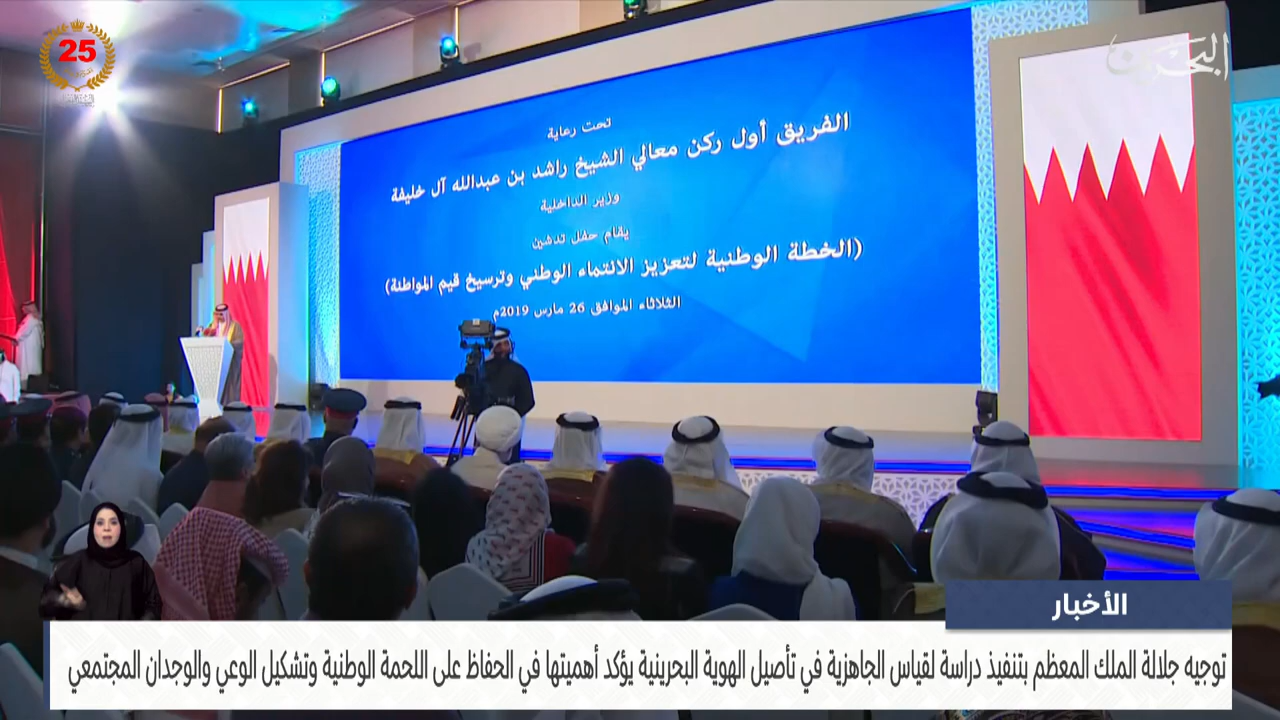 25
البحرين
تحت رعاية
الفريق أول ركن معالي الشيخ راشد بن عبدالله آل خليفة
وزير الداخلية
يقام حفل تدشين
(الخطة الوطنية لتعزيز الانتماء الوطني وترسيخ قيم المواطنة)
الثلاثاء الموافق 26 مارس 2019م
الأخبار
توجيه جلالة الملك المعظم بتنفيذ دراسة لقياس الجاهزية في تأصيل الهوية البحرينية يؤكد أهميتها في الحفاظ على اللحمة الوطنية وتشكيل الوعي والوجدان المجتمعي